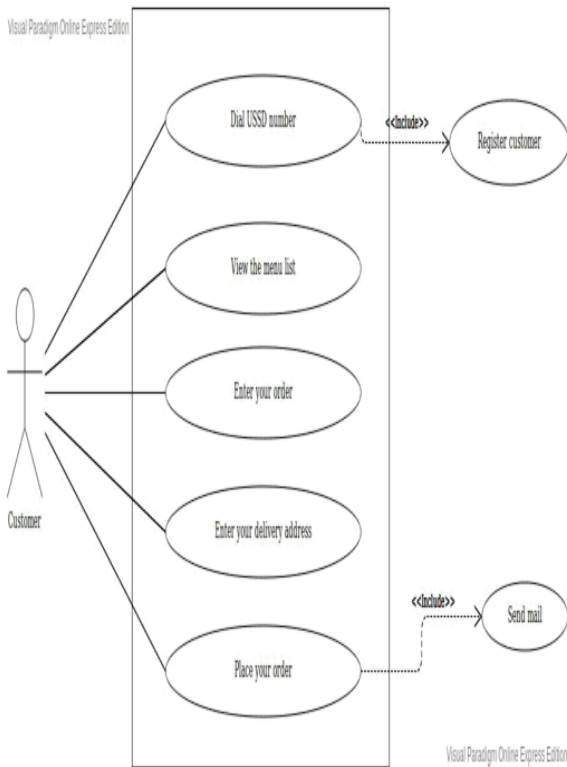 Visual Paradigm Online Express Edition
Dial USSD number
<<Include>>
Register customer
View the menu list
Enter your order
Customer
Enter your delivery address
<<Include>>
Send mail
Place your order
Visual Paradigm Online Express Edition